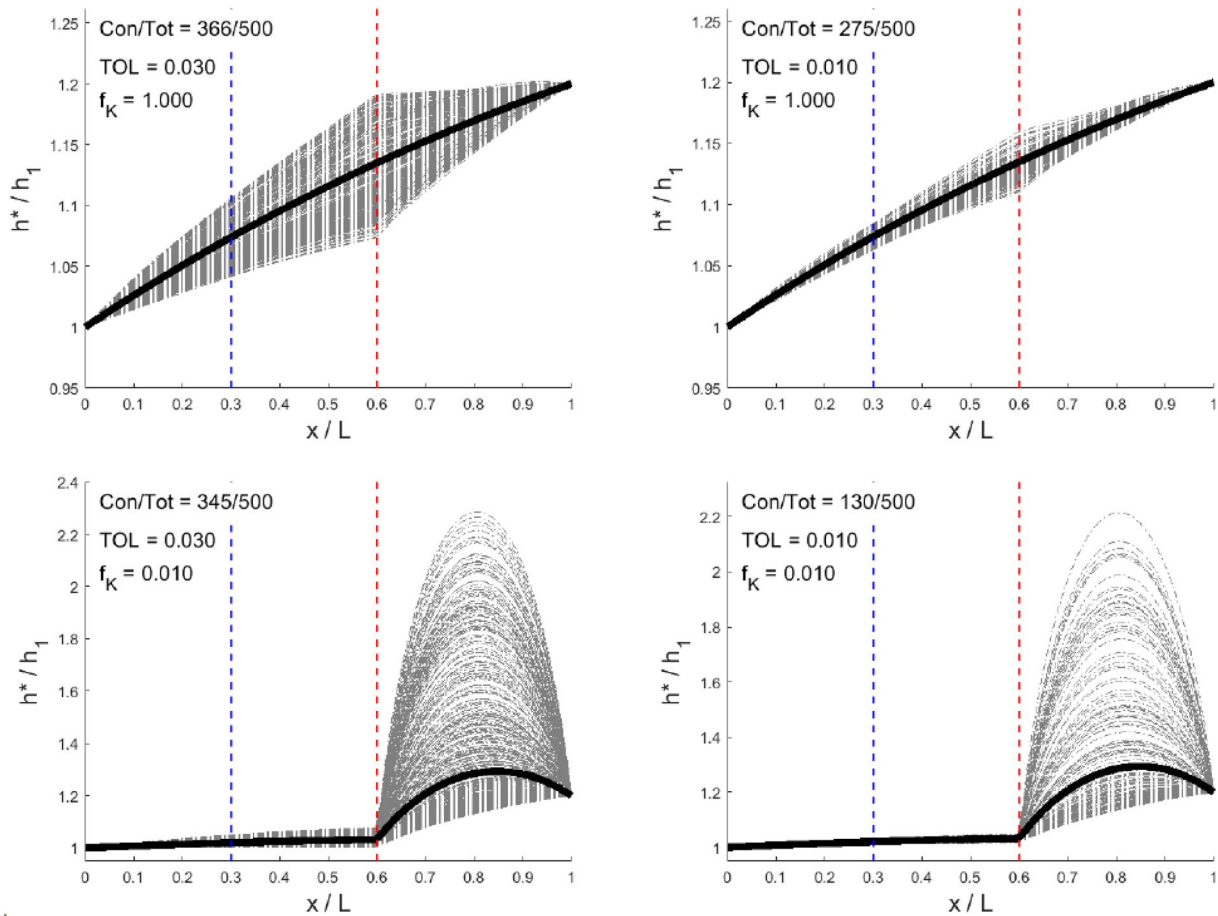 Con/Tot = 366/500
TOL = 0.030
f_K = 1.000
1.25
1.2
1.15
1.1
1.05
1
0.95
h* / h_1
0 0.1 0.2 0.3 0.4 0.5 0.6 0.7 0.8 0.9 1
x / L
Con/Tot = 275/500
TOL = 0.010
f_K = 1.000
1.25
1.2
1.15
1.1
1.05
1
0.95
h* / h_1
0 0.1 0.2 0.3 0.4 0.5 0.6 0.7 0.8 0.9 1
x / L
Con/Tot = 345/500
TOL = 0.030
f_K = 0.010
2.4
2.2
2
1.8
1.6
1.4
1.2
1
h* / h_1
0 0.1 0.2 0.3 0.4 0.5 0.6 0.7 0.8 0.9 1
x / L
Con/Tot = 130/500
TOL = 0.010
f_K = 0.010
2.2
2
1.8
1.6
1.4
1.2
1
h* / h_1
0 0.1 0.2 0.3 0.4 0.5 0.6 0.7 0.8 0.9 1
x / L